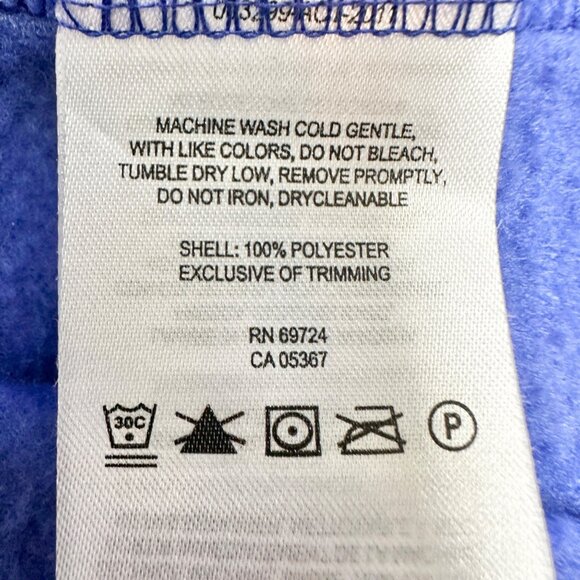 MACHINE WASH COLD GENTLE,
WITH LIKE COLORS, DO NOT BLEACH,
TUMBLE DRY LOW, REMOVE PROMPTLY,
DO NOT IRON, DRYCLEANABLE
SHELL: 100% POLYESTER
EXCLUSIVE OF TRIMMING
RN 69724
CA 05367
30C P